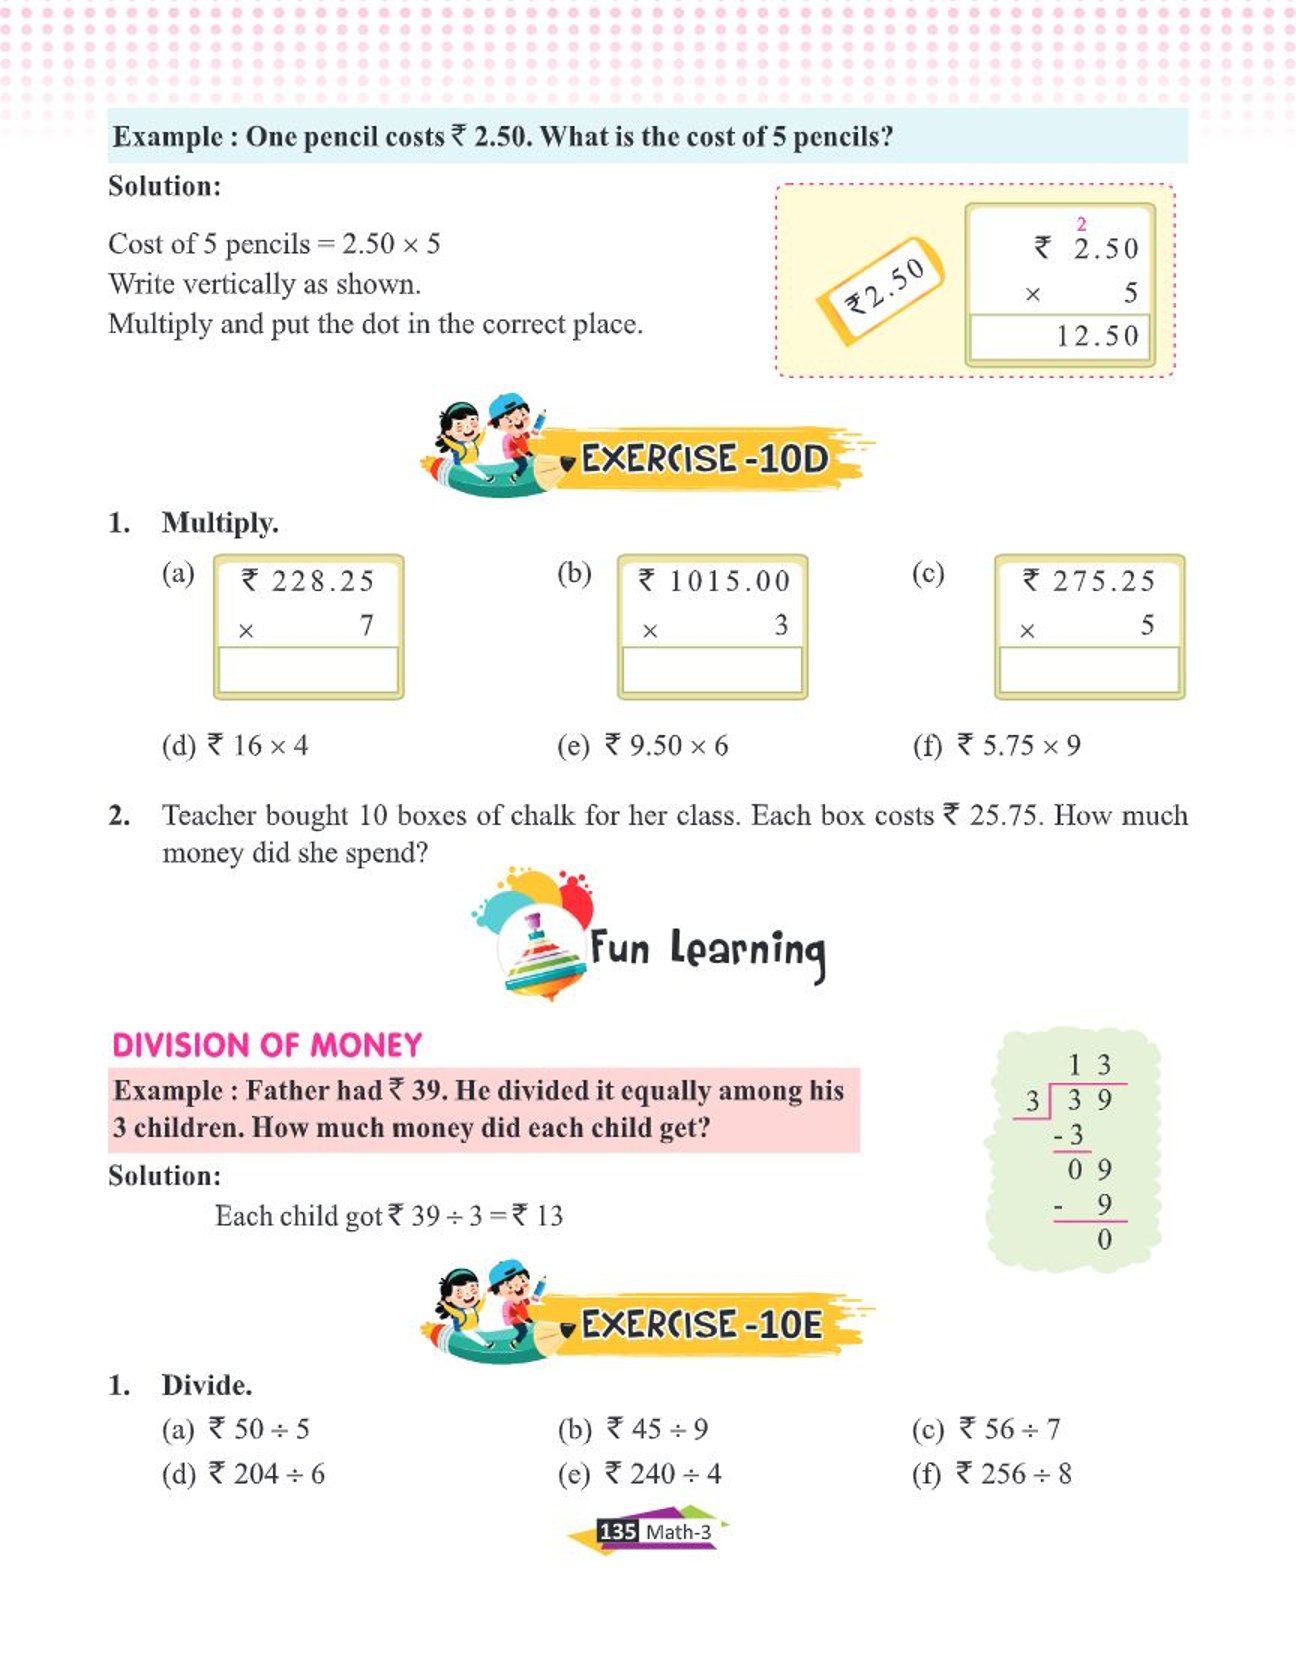 Example : One pencil costs ₹ 2.50. What is the cost of 5 pencils?
Solution:
Cost of 5 pencils = 2.50 × 5
Write vertically as shown.
Multiply and put the dot in the correct place.
₹2.50
2
₹ 2.50
× 5
12.50
EXERCISE -10D
1. Multiply.
(a) ₹ 228.25
× 7
(b) ₹ 1015.00
× 3
(c) ₹ 275.25
× 5
(d) ₹ 16 × 4 (e) ₹ 9.50 × 6 (f) ₹ 5.75 × 9
2. Teacher bought 10 boxes of chalk for her class. Each box costs ₹ 25.75. How much
money did she spend?
Fun Learning
DIVISION OF MONEY
Example : Father had ₹ 39. He divided it equally among his
3 children. How much money did each child get?
Solution:
Each child got ₹ 39 ÷ 3 = ₹ 13
1 3
3 3 9
- 3
0 9
- 9
0
EXERCISE -10E
1. Divide.
(a) ₹ 50 ÷ 5 (b) ₹ 45 ÷ 9 (c) ₹ 56 ÷ 7
(d) ₹ 204 ÷ 6 (e) ₹ 240 ÷ 4 (f) ₹ 256 ÷ 8
135 Math-3